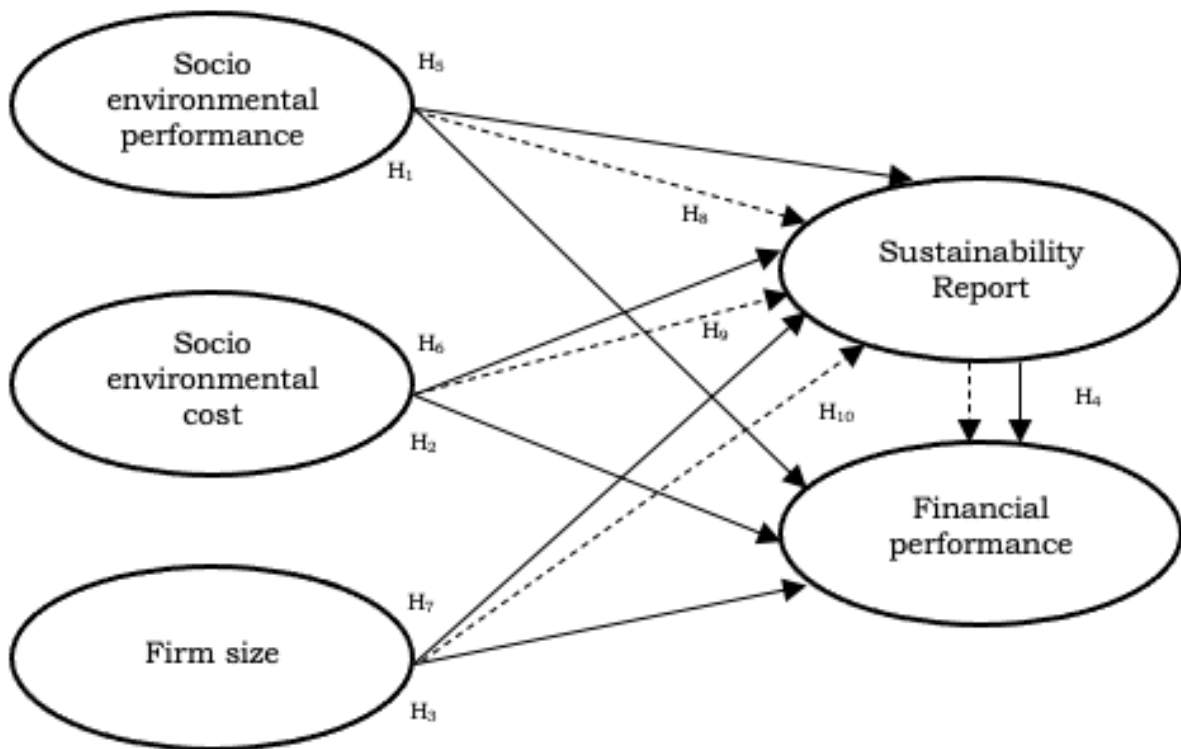 Socio
environmental
performance
H₅
H₁
H₈
Sustainability
Report
Socio
environmental
cost
H₆
H₉
H₂
H₁₀
H₄
Financial
performance
Firm size
H₇
H₃